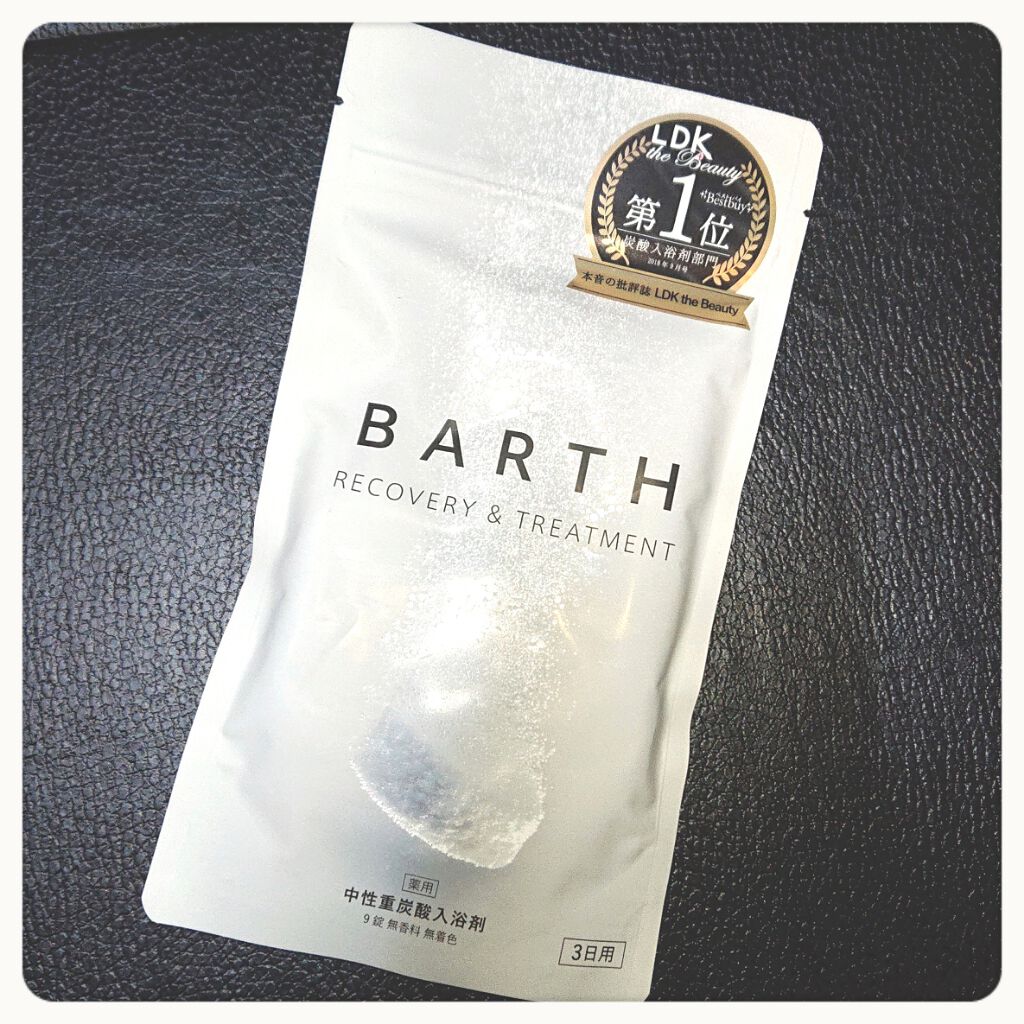 LDK
the Beauty
ベストバイ
Bestbuy
第1位
炭酸入浴剤部門
2018年9月号
本音の批評誌 LDK the Beauty
BARTH
RECOVERY & TREATMENT
薬用
中性重炭酸入浴剤
9錠 無香料 無着色
3日用